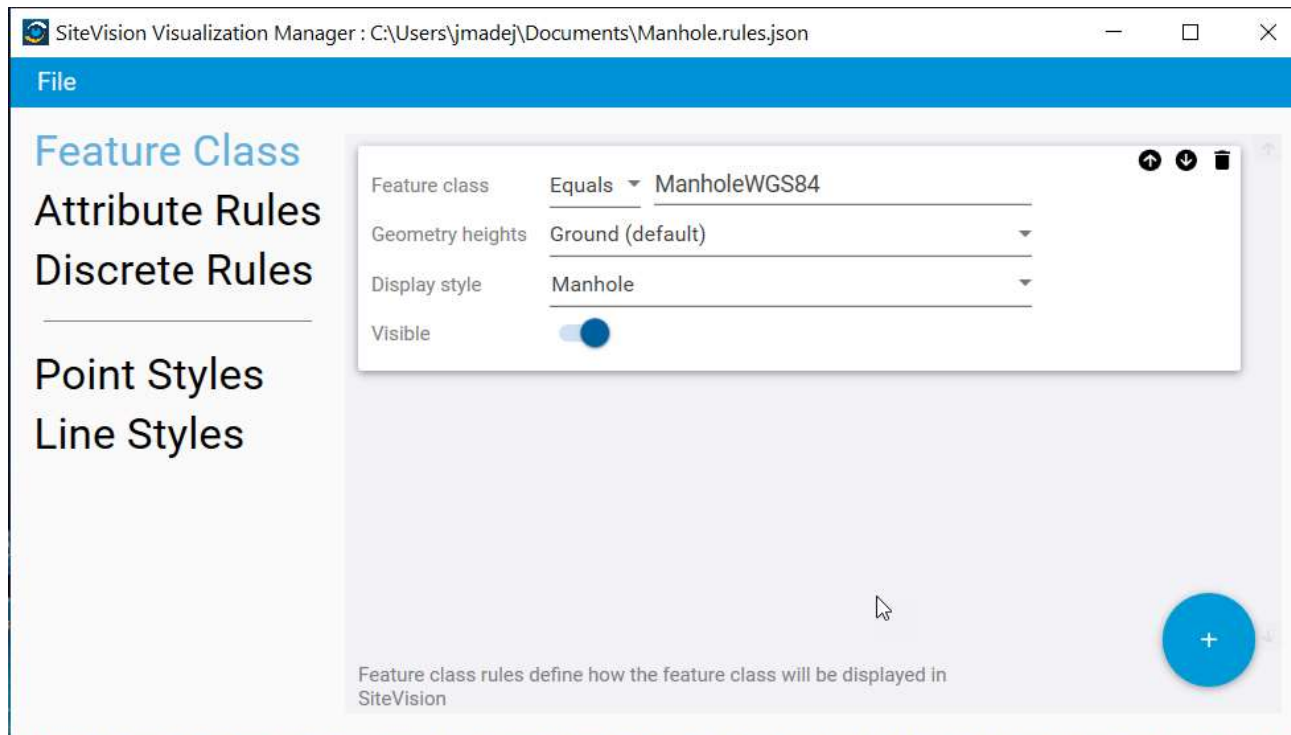 SiteVision Visualization Manager : C:\Users\jmadej\Documents\Manhole.rules.json
File
Feature Class
Attribute Rules
Discrete Rules
Point Styles
Line Styles
Feature class Equals ManholeWGS84
Geometry heights Ground (default)
Display style Manhole
Visible
+
Feature class rules define how the feature class will be displayed in
SiteVision